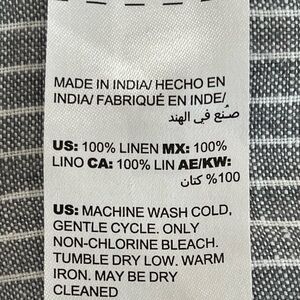 MADE IN INDIA/ HECHO EN
INDIA/ FABRIQUÉ EN INDE/
صنع في الهند
US: 100% LINEN MX: 100%
LINO CA: 100% LIN AE/KW:
100% كتان
US: MACHINE WASH COLD,
GENTLE CYCLE. ONLY
NON-CHLORINE BLEACH.
TUMBLE DRY LOW. WARM
IRON. MAY BE DRY
CLEANED